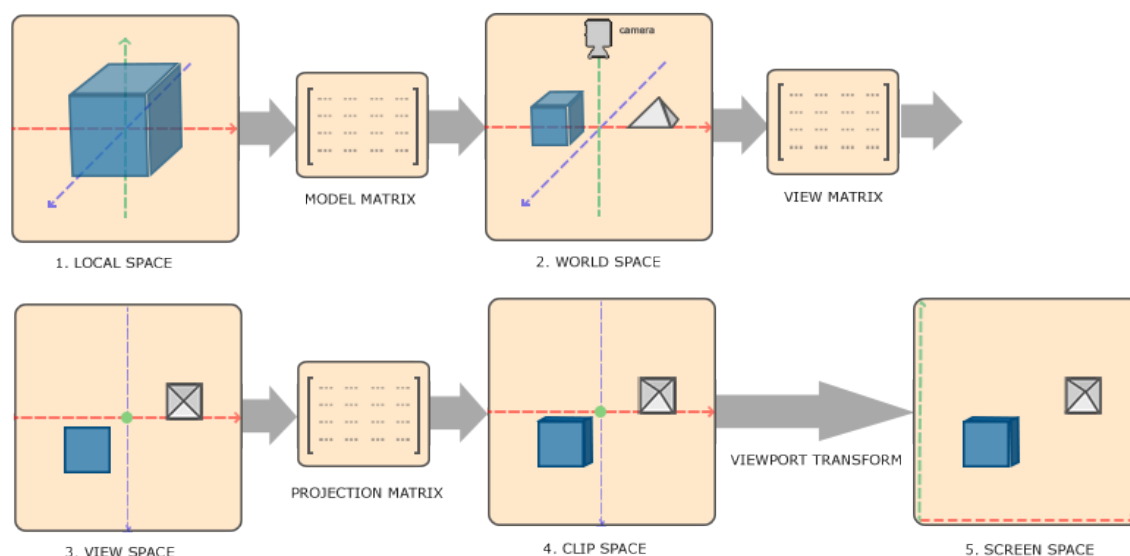 camera
MODEL MATRIX
VIEW MATRIX
1. LOCAL SPACE
2. WORLD SPACE
VIEWPORT TRANSFORM
PROJECTION MATRIX
3. VIEW SPACE
4. CLIP SPACE
5. SCREEN SPACE